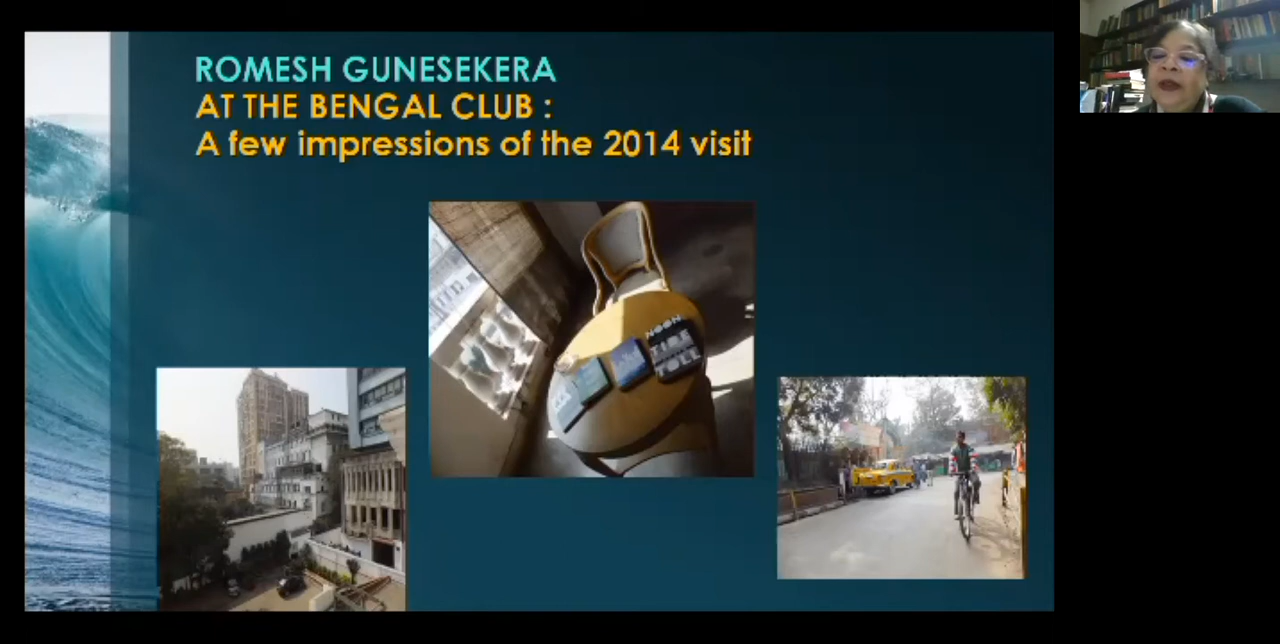 ROMESH GUNESEKERA
AT THE BENGAL CLUB :
A few impressions of the 2014 visit
NOON
TIDE
TOLL